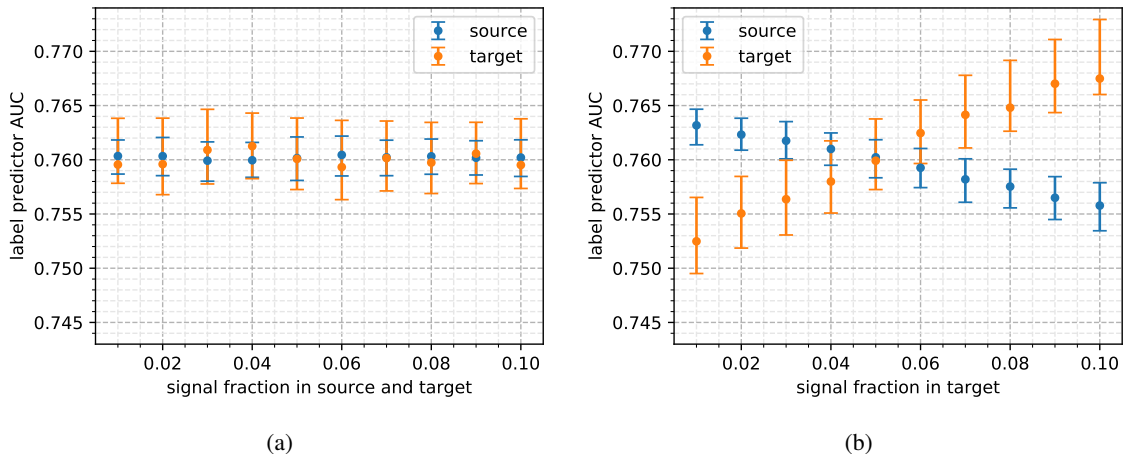 0.770
0.765
0.760
0.755
0.750
0.745
label predictor AUC
source
target
0.02
0.04
0.06
0.08
0.10
signal fraction in source and target
(a)
0.770
0.765
0.760
0.755
0.750
0.745
label predictor AUC
source
target
0.02
0.04
0.06
0.08
0.10
signal fraction in target
(b)